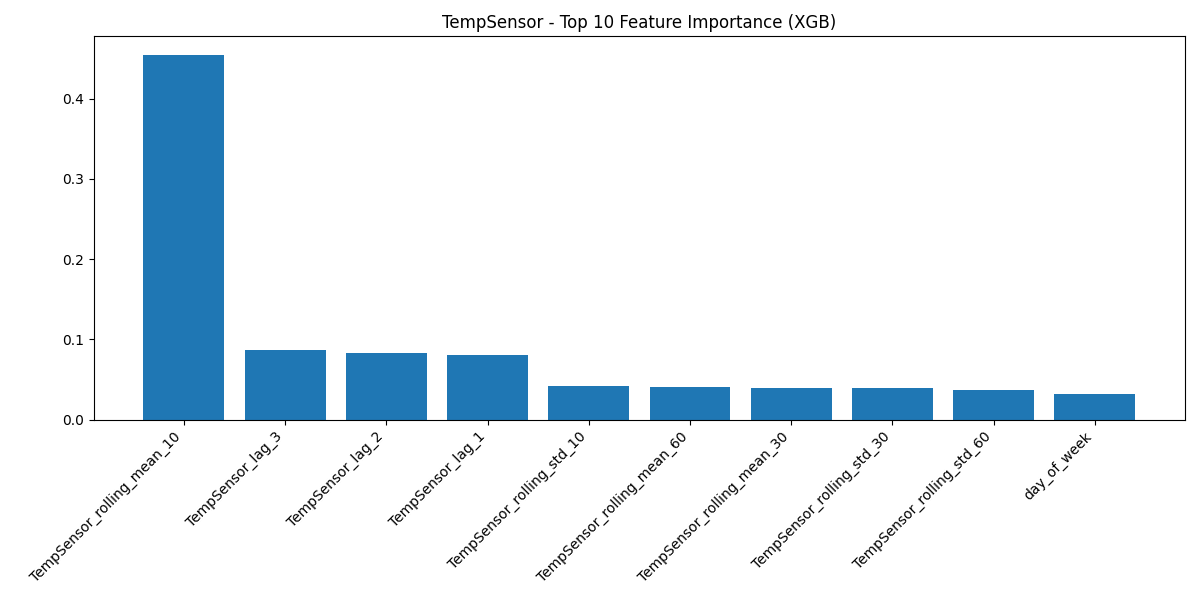 TempSensor - Top 10 Feature Importance (XGB)
0.4
0.3
0.2
0.1
0.0
TempSensor_rolling_mean_10
TempSensor_lag_3
TempSensor_lag_2
TempSensor_lag_1
TempSensor_rolling_std_10
TempSensor_rolling_mean_60
TempSensor_rolling_mean_30
TempSensor_rolling_std_30
TempSensor_rolling_std_60
day_of_week